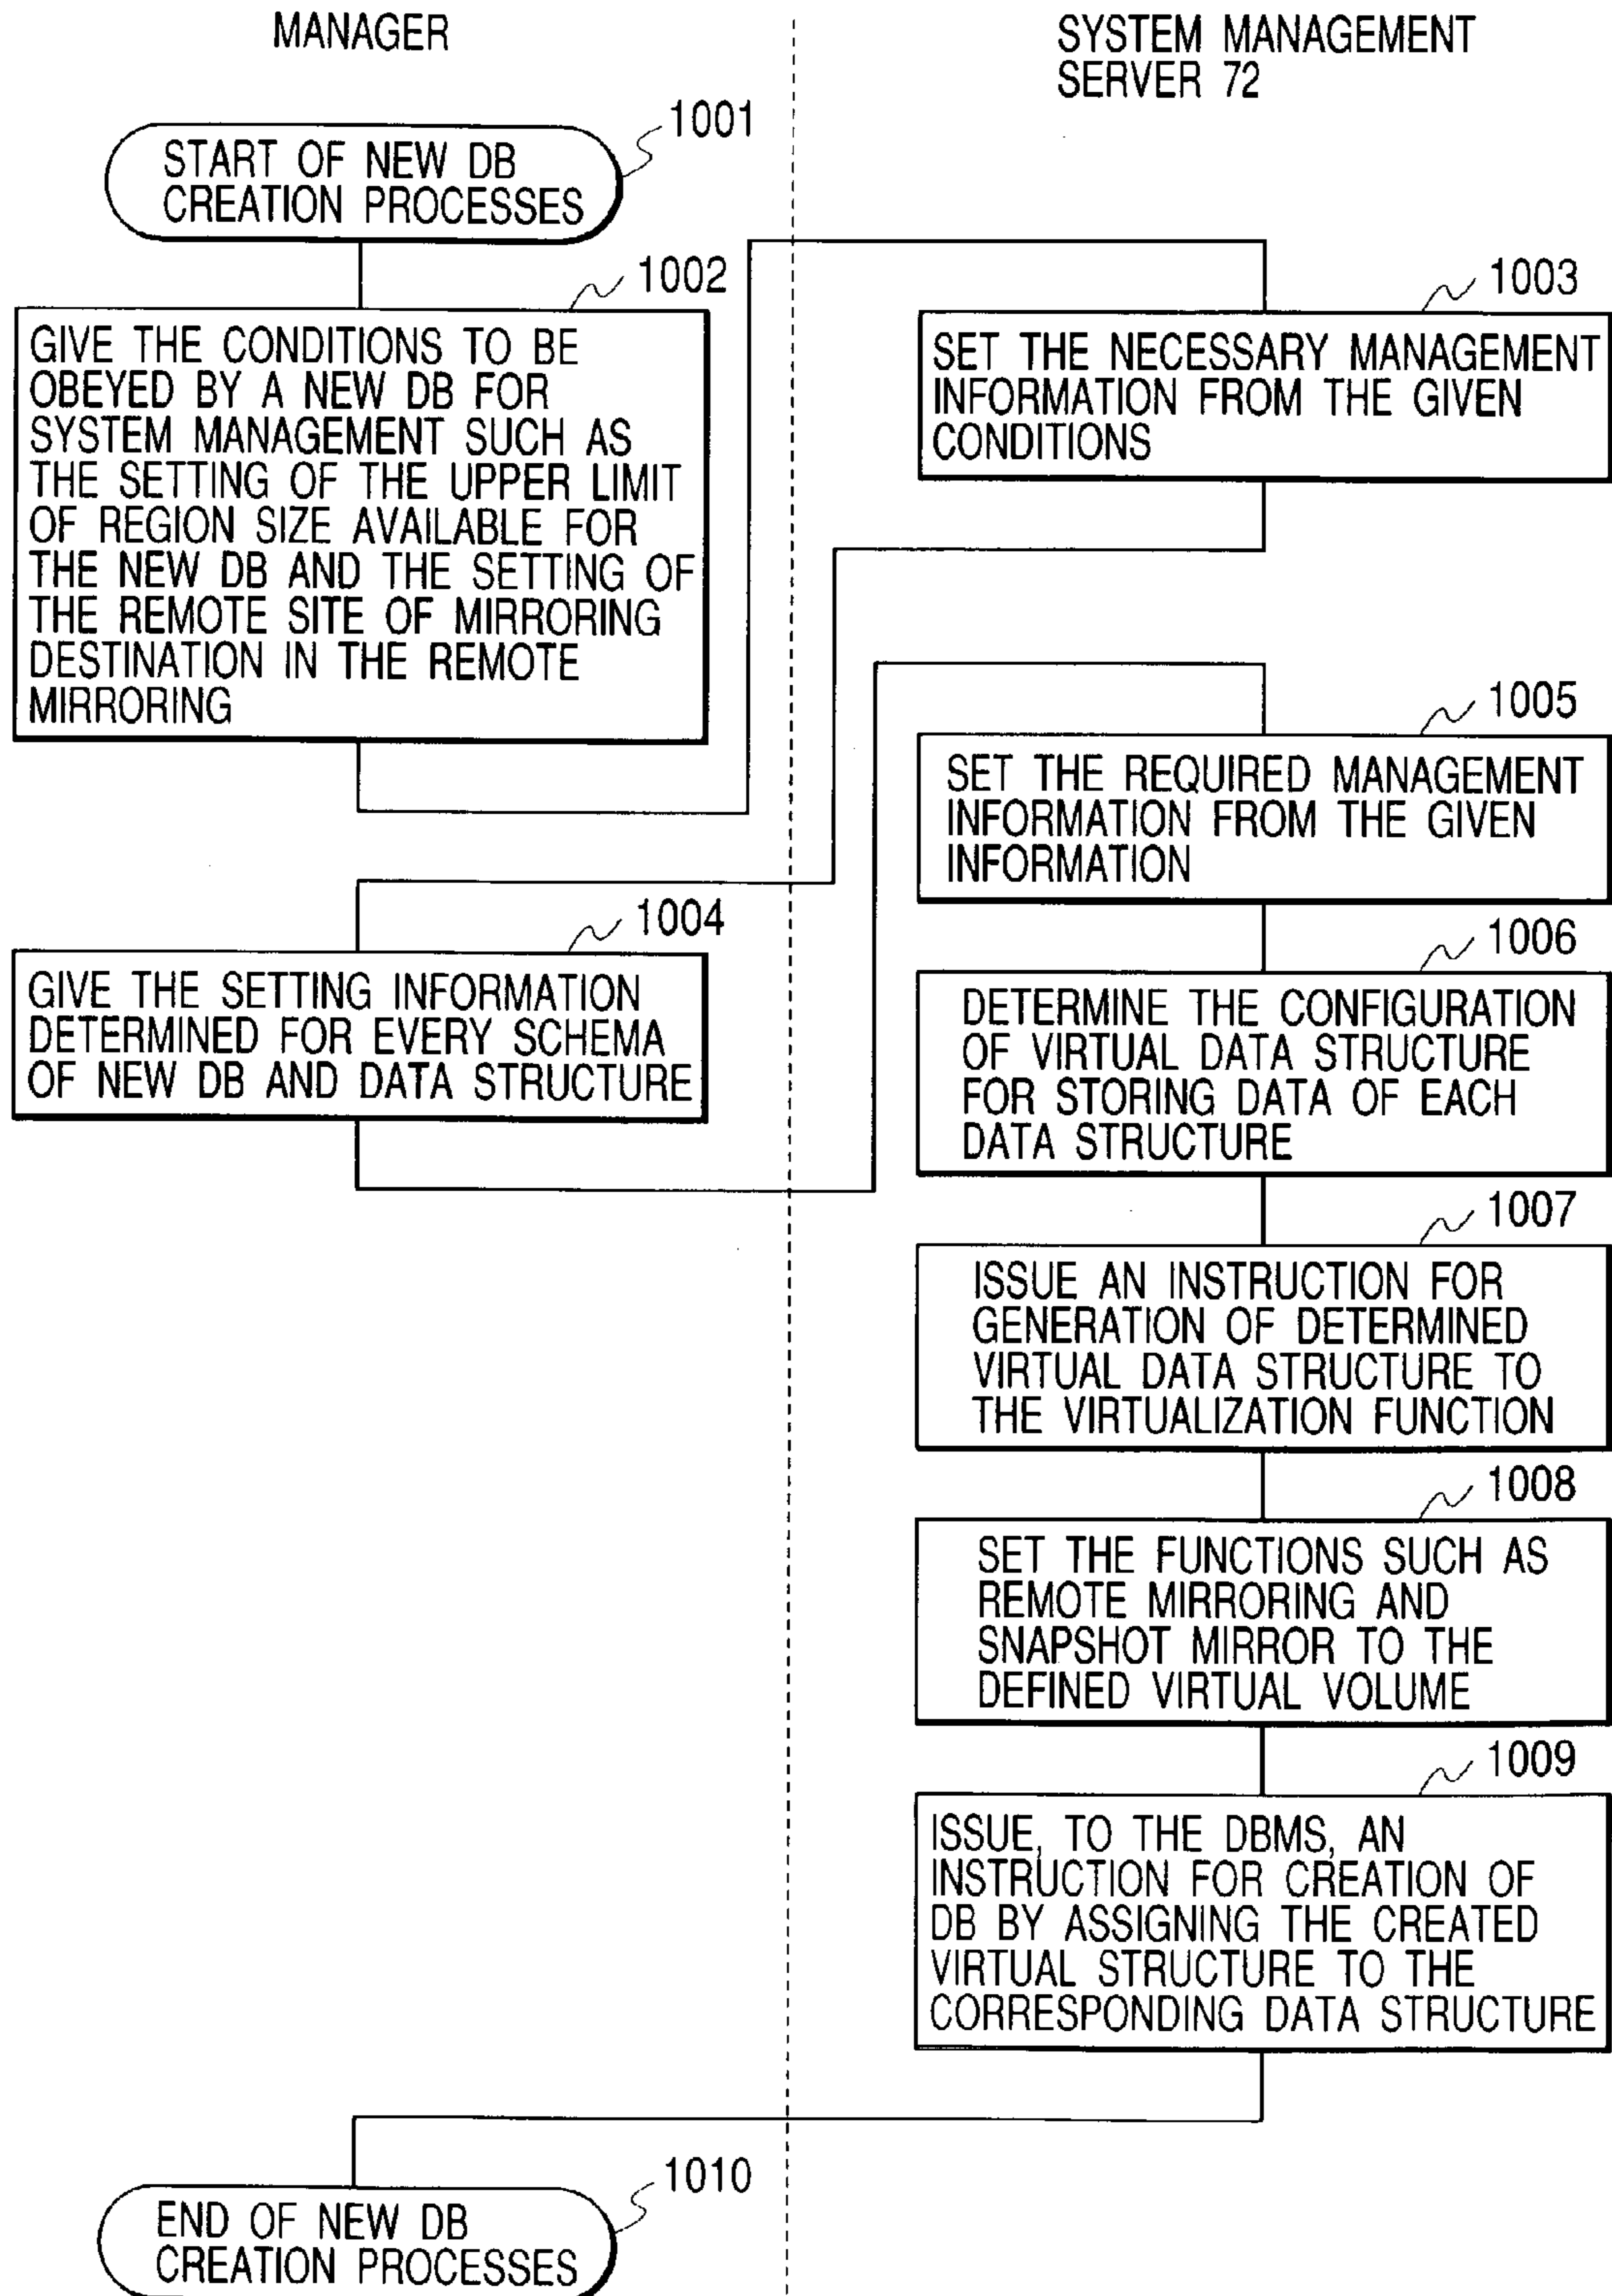 MANAGER
SYSTEM MANAGEMENT
SERVER 72
1001
START OF NEW DB
CREATION PROCESSES
1002
GIVE THE CONDITIONS TO BE
OBEYED BY A NEW DB FOR
SYSTEM MANAGEMENT SUCH AS
THE SETTING OF THE UPPER LIMIT
OF REGION SIZE AVAILABLE FOR
THE NEW DB AND THE SETTING OF
THE REMOTE SITE OF MIRRORING
DESTINATION IN THE REMOTE
MIRRORING
1003
SET THE NECESSARY MANAGEMENT
INFORMATION FROM THE GIVEN
CONDITIONS
1004
GIVE THE SETTING INFORMATION
DETERMINED FOR EVERY SCHEMA
OF NEW DB AND DATA STRUCTURE
1005
SET THE REQUIRED MANAGEMENT
INFORMATION FROM THE GIVEN
INFORMATION
1006
DETERMINE THE CONFIGURATION
OF VIRTUAL DATA STRUCTURE
FOR STORING DATA OF EACH
DATA STRUCTURE
1007
ISSUE AN INSTRUCTION FOR
GENERATION OF DETERMINED
VIRTUAL DATA STRUCTURE TO
THE VIRTUALIZATION FUNCTION
1008
SET THE FUNCTIONS SUCH AS
REMOTE MIRRORING AND
SNAPSHOT MIRROR TO THE
DEFINED VIRTUAL VOLUME
1009
ISSUE, TO THE DBMS, AN
INSTRUCTION FOR CREATION OF
DB BY ASSIGNING THE CREATED
VIRTUAL STRUCTURE TO THE
CORRESPONDING DATA STRUCTURE
1010
END OF NEW DB
CREATION PROCESSES